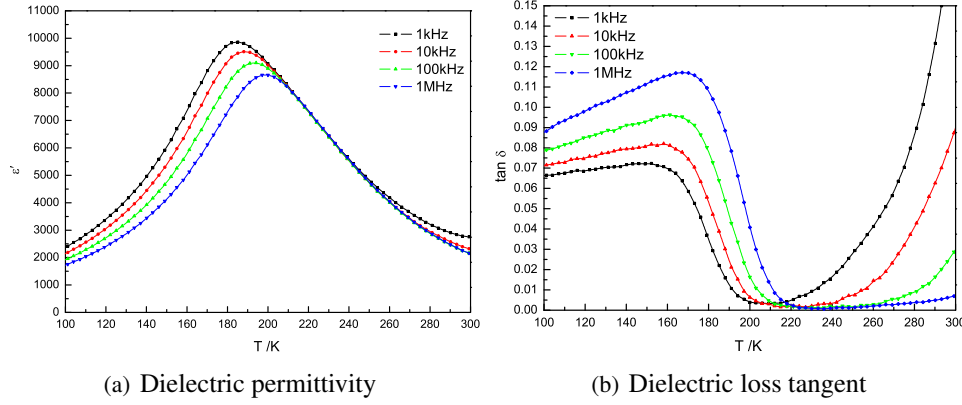 11000
10000
9000
8000
7000
6000
5000
4000
3000
2000
1000
0
ε'
1kHz
10kHz
100kHz
1MHz
100 120 140 160 180 200 220 240 260 280 300
T /K
(a) Dielectric permittivity
0.15
0.14
0.13
0.12
0.11
0.10
0.09
0.08
0.07
0.06
0.05
0.04
0.03
0.02
0.01
0.00
tan δ
1kHz
10kHz
100kHz
1MHz
100 120 140 160 180 200 220 240 260 280 300
T /K
(b) Dielectric loss tangent